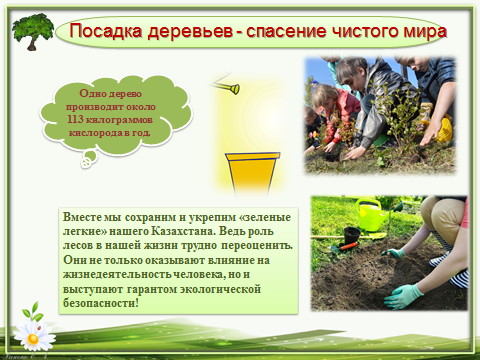 Посадка деревьев - спасение чистого мира
Одно дерево
производит около
113 килограммов
кислорода в год.
Вместе мы сохраним и укрепим «зеленые
легкие» нашего Казахстана. Ведь роль
лесов в нашей жизни трудно переоценить.
Они не только оказывают влияние на
жизнедеятельность человека, но и
выступают гарантом экологической
безопасности!